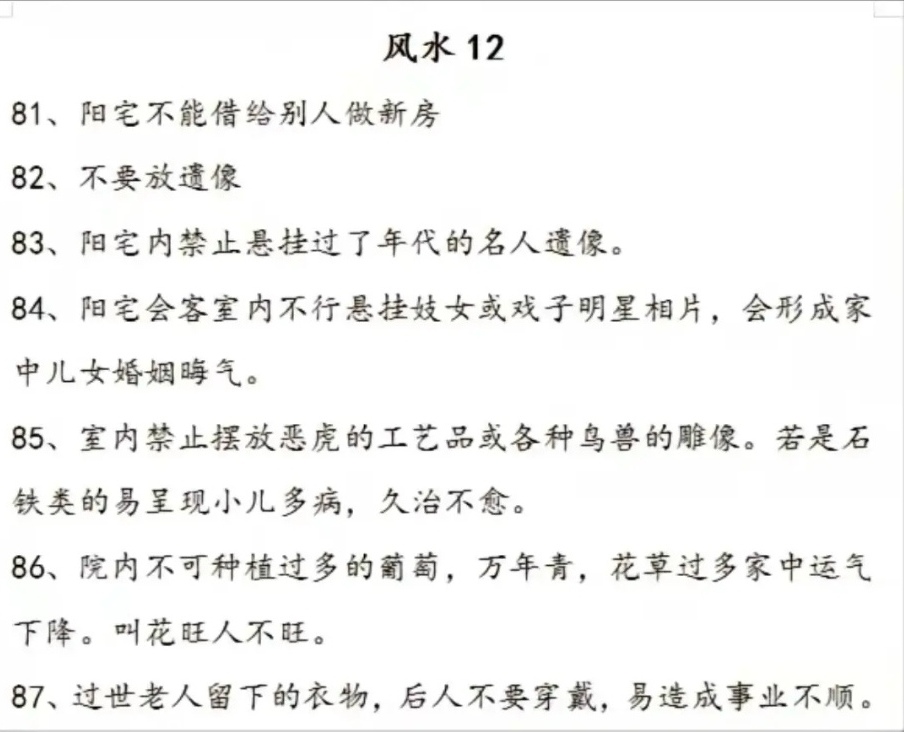 风水 12
81、阳宅不能借给别人做新房
82、不要放遗像
83、阳宅内禁止悬挂过了年代的名人遗像。
84、阳宅会客室内不行悬挂妓女或戏子明星相片，会形成家
中儿女婚姻晦气。
85、室内禁止摆放恶虎的工艺品或各种鸟兽的雕像。若是石
铁类的易呈现小儿多病，久治不愈。
86、院内不可种植过多的葡萄，万年青，花草过多家中运气
下降。叫花旺人不旺。
87、过世老人留下的衣物，后人不要穿戴，易造成事业不顺。